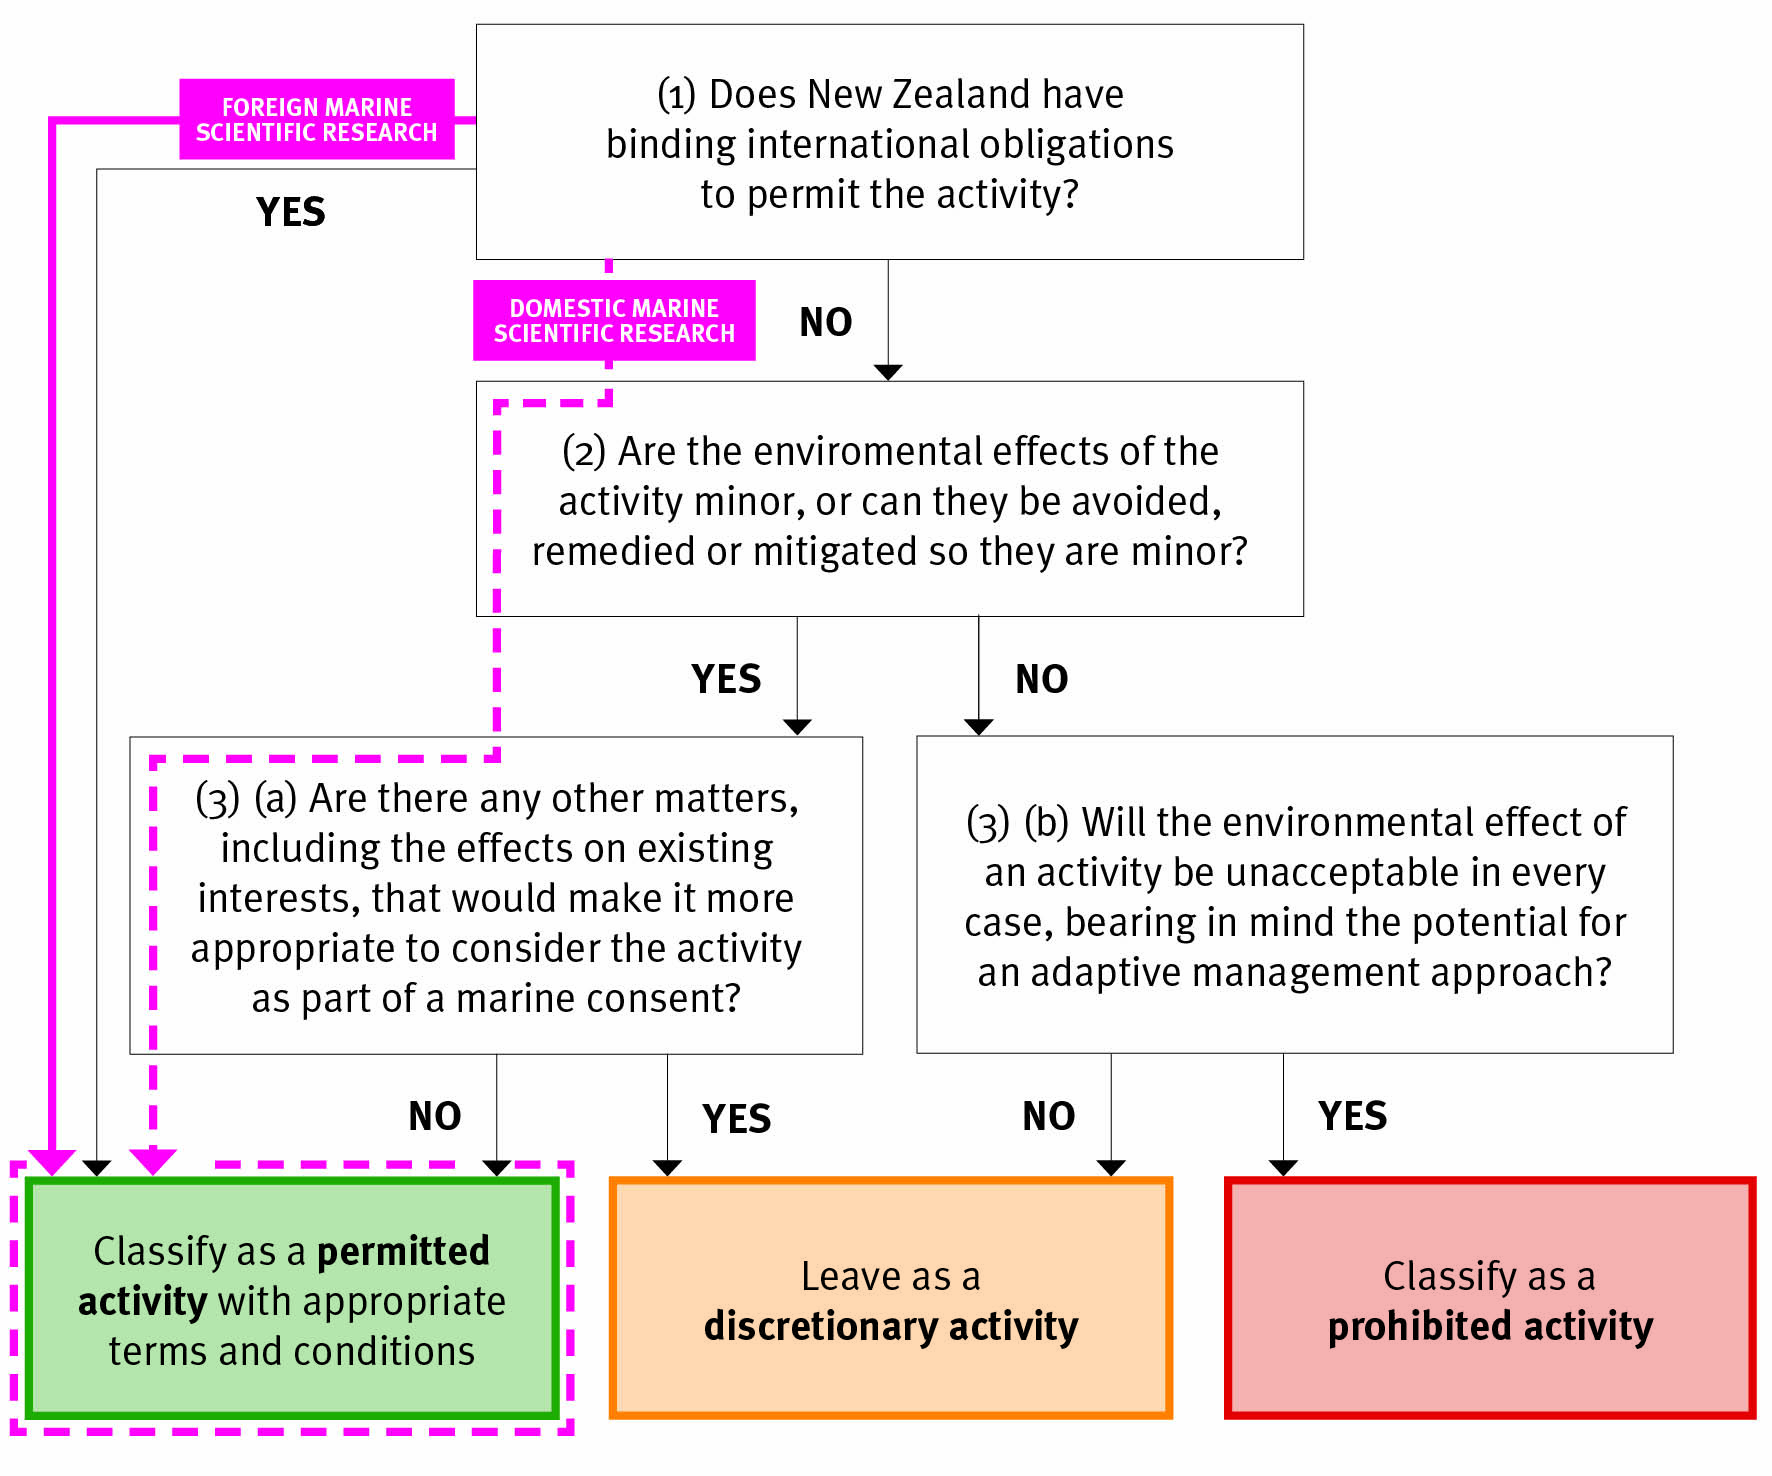 (1) Does New Zealand have
binding international obligations
to permit the activity?
FOREIGN MARINE
SCIENTIFIC RESEARCH
YES
DOMESTIC MARINE
SCIENTIFIC RESEARCH
NO
(2) Are the enviromental effects of the
activity minor, or can they be avoided,
remedied or mitigated so they are minor?
YES
NO
(3) (a) Are there any other matters,
including the effects on existing
interests, that would make it more
appropriate to consider the activity
as part of a marine consent?
(3) (b) Will the environmental effect of
an activity be unacceptable in every
case, bearing in mind the potential for
an adaptive management approach?
NO
YES
NO
YES
Classify as a permitted
activity with appropriate
terms and conditions
Leave as a
discretionary activity
Classify as a
prohibited activity